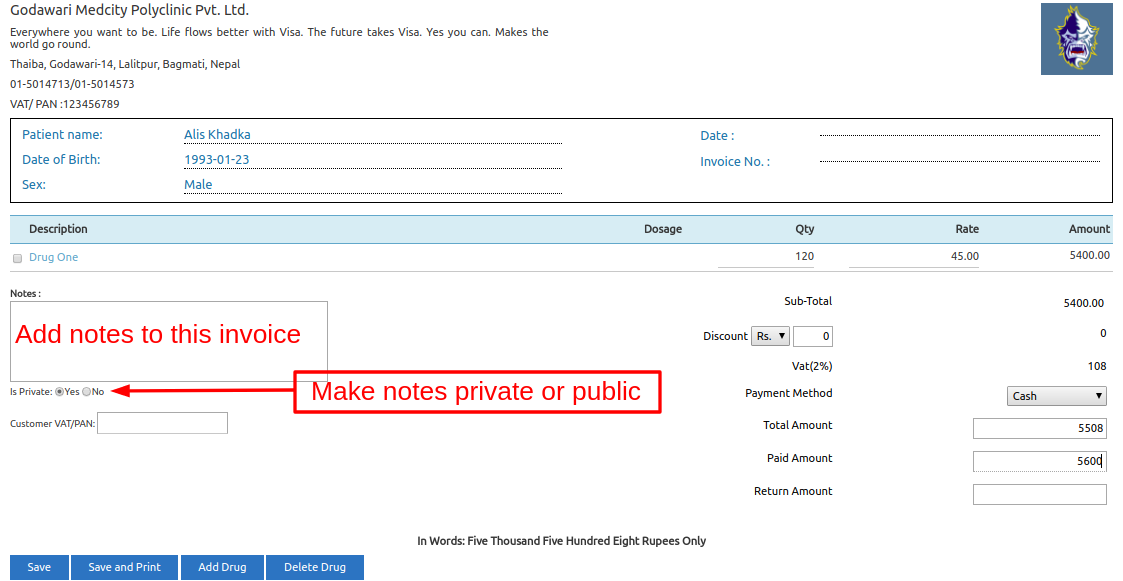 Godawari Medcity Polyclinic Pvt. Ltd.
Everywhere you want to be. Life flows better with Visa. The future takes Visa. Yes you can. Makes the
world go round.
Thaiba, Godawari-14, Lalitpur, Bagmati, Nepal
01-5014713/01-5014573
VAT/ PAN :123456789
Patient name: Alis Khadka
Date :
Date of Birth: 1993-01-23
Invoice No. :
Sex: Male
Description Dosage Qty Rate Amount
Drug One 120 45.00 5400.00
Notes :
Add notes to this invoice
Is Private: Yes No
Make notes private or public
Customer VAT/PAN:
Sub-Total 5400.00
Discount Rs. 0 0
Vat(2%) 108
Payment Method Cash
Total Amount 5508
Paid Amount 5600
Return Amount
In Words: Five Thousand Five Hundred Eight Rupees Only
Save Save and Print Add Drug Delete Drug